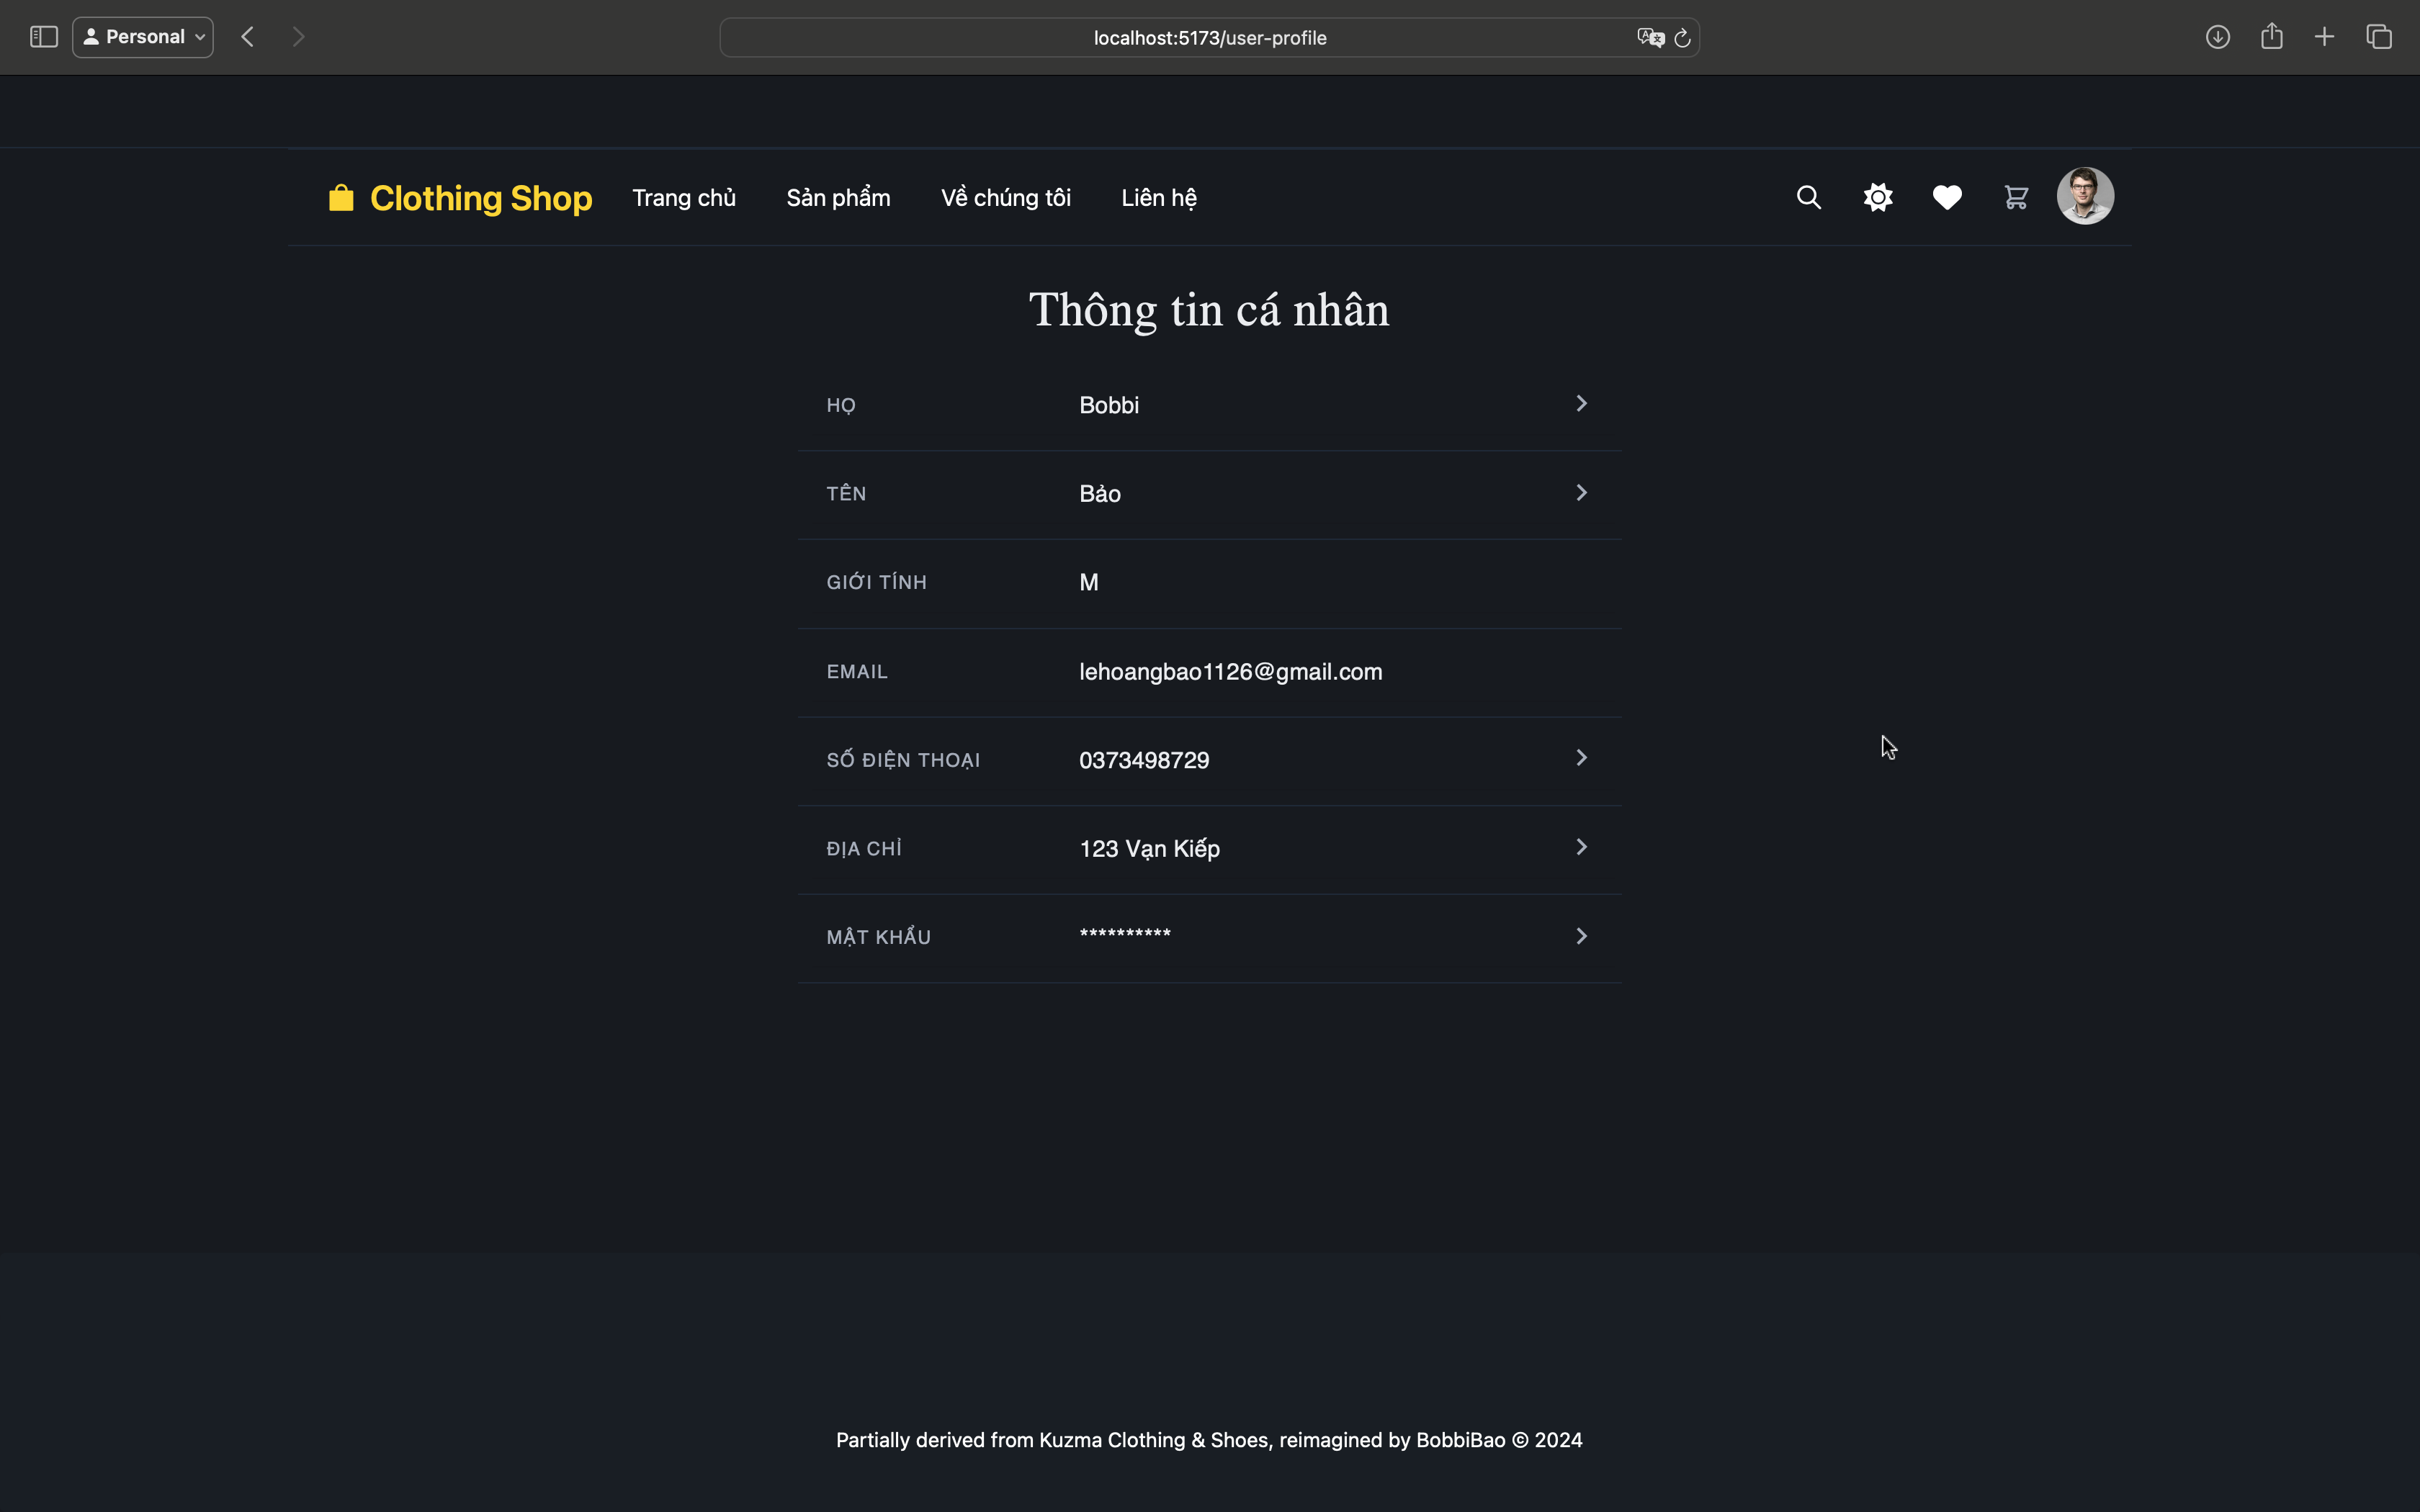 Personal
localhost:5173/user-profile
Clothing Shop Trang chủ Sản phẩm Về chúng tôi Liên hệ
Thông tin cá nhân
HỌ Bobbi
TÊN Bảo
GIỚI TÍNH M
EMAIL lehoangbao1126@gmail.com
SỐ ĐIỆN THOẠI 0373498729
ĐỊA CHỈ 123 Vạn Kiếp
MẬT KHẨU **********
Partially derived from Kuzma Clothing & Shoes, reimagined by BobbiBao © 2024